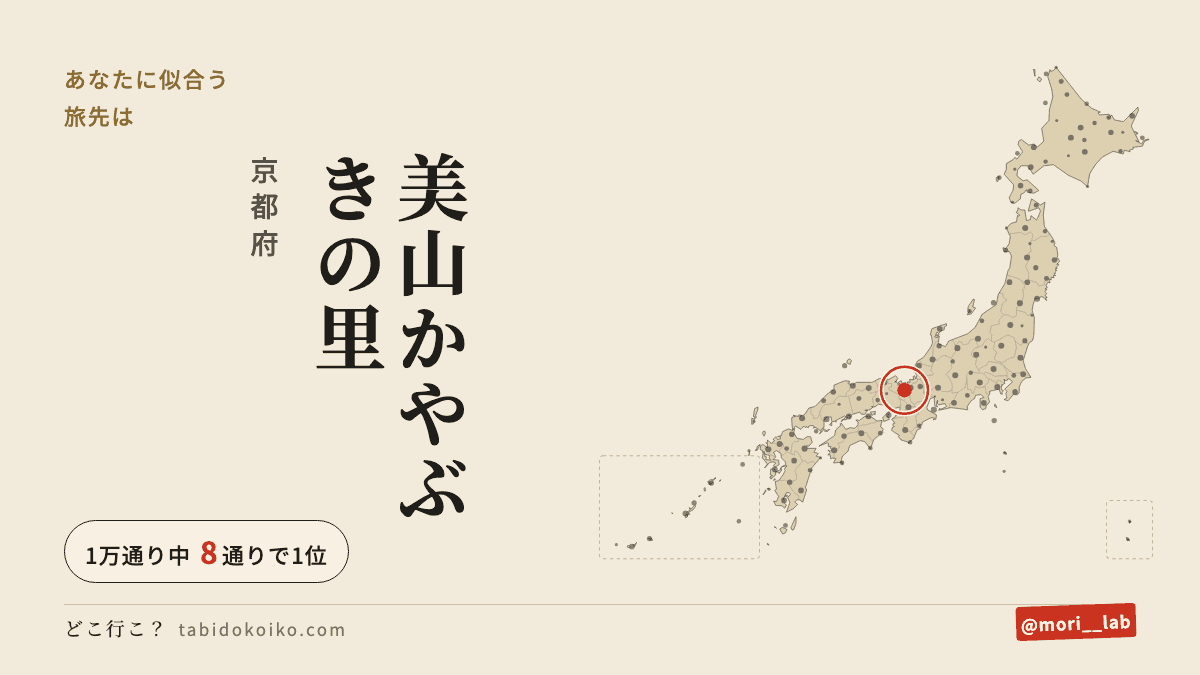 あなたに似合う
旅先は
美山かやぶ
きの里
京都府
1万通り中 8通りで1位
どこ行こ？ tabidokoiko.com
@mori__lab